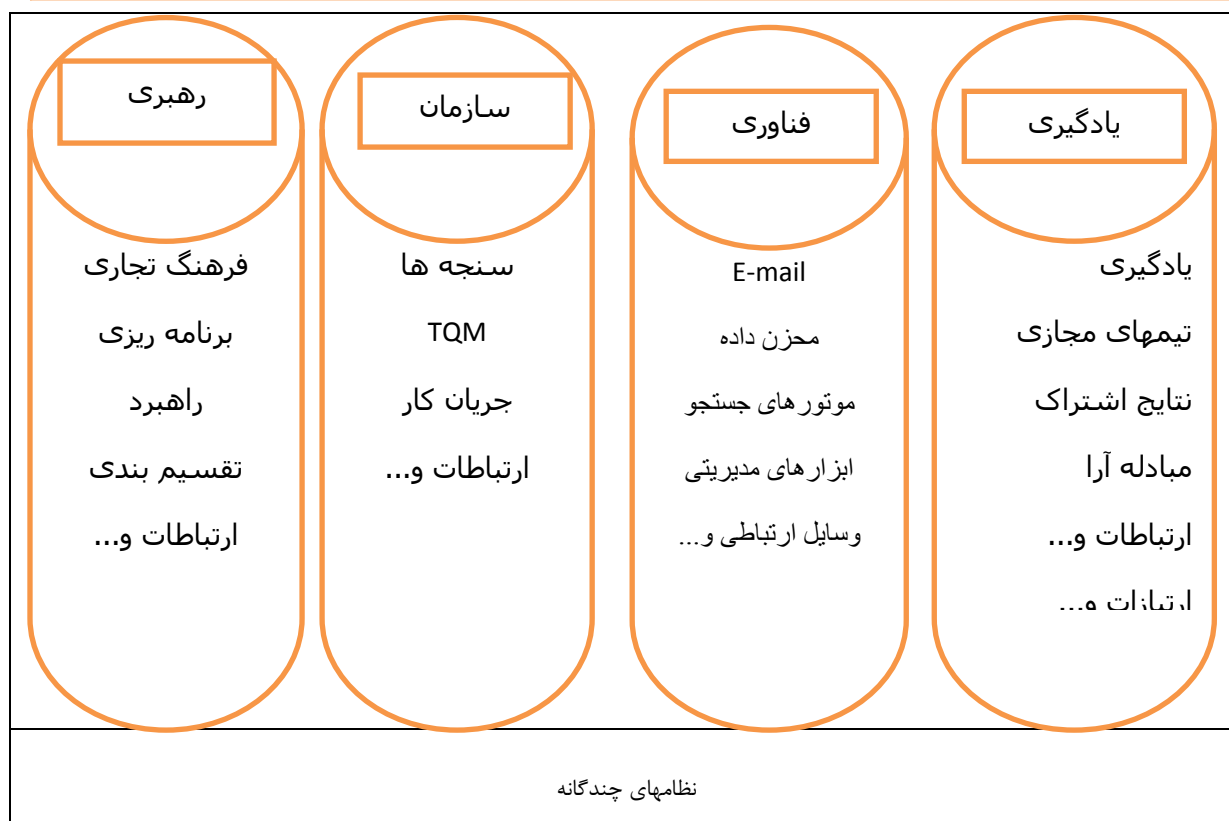 یادگیری
یادگیری
تیمهای مجازی
نتایج اشتراک
مبادله آرا
ارتباطات و...
ارتبازات و...
فناوری
E-mail
محزن داده
موتورهای جستجو
ابزارهای مدیریتی
وسایل ارتباطی و...
سازمان
سنجه ها
TQM
جریان کار
ارتباطات و...
رهبری
فرهنگ تجاری
برنامه ریزی
راهبرد
تقسیم بندی
ارتباطات و...
نظامهای چندگانه